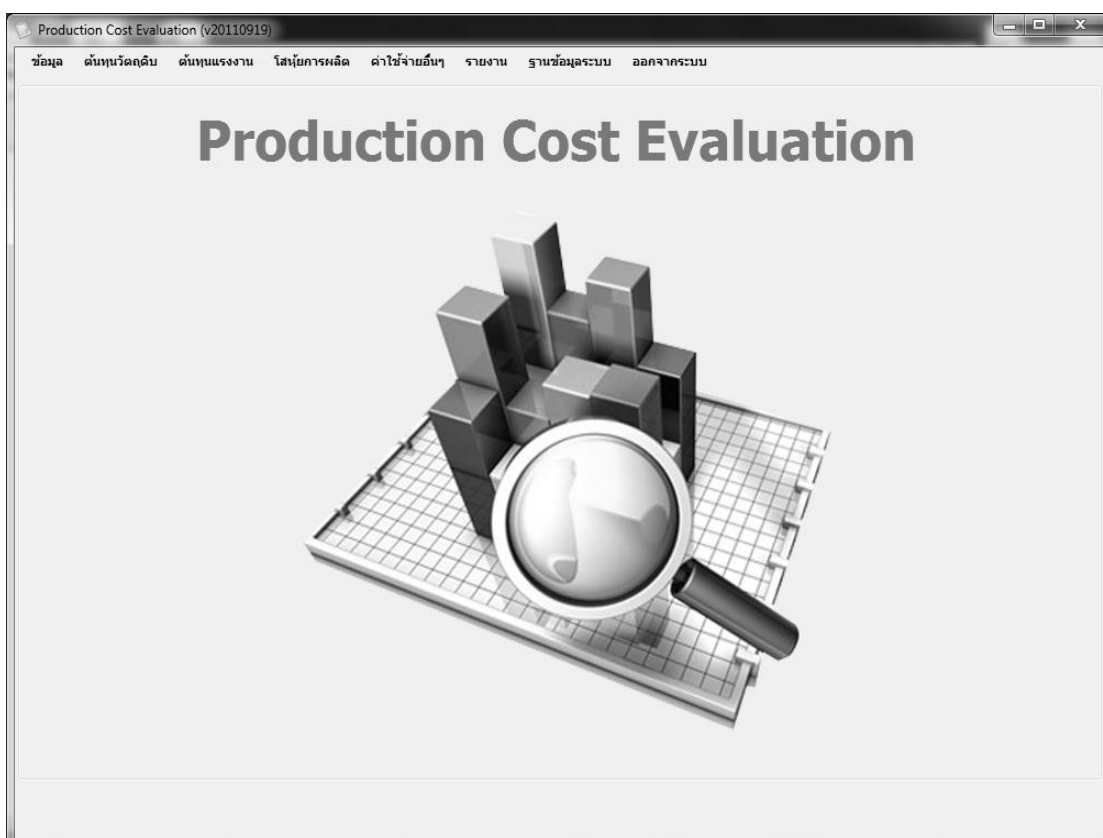 Production Cost Evaluation (v20110919)
ข้อมูล ต้นทุนวัตถุดิบ ต้นทุนแรงงาน โสหุ้ยการผลิต ค่าใช้จ่ายอื่นๆ รายงาน ฐานข้อมูลระบบ ออกจากระบบ
Production Cost Evaluation